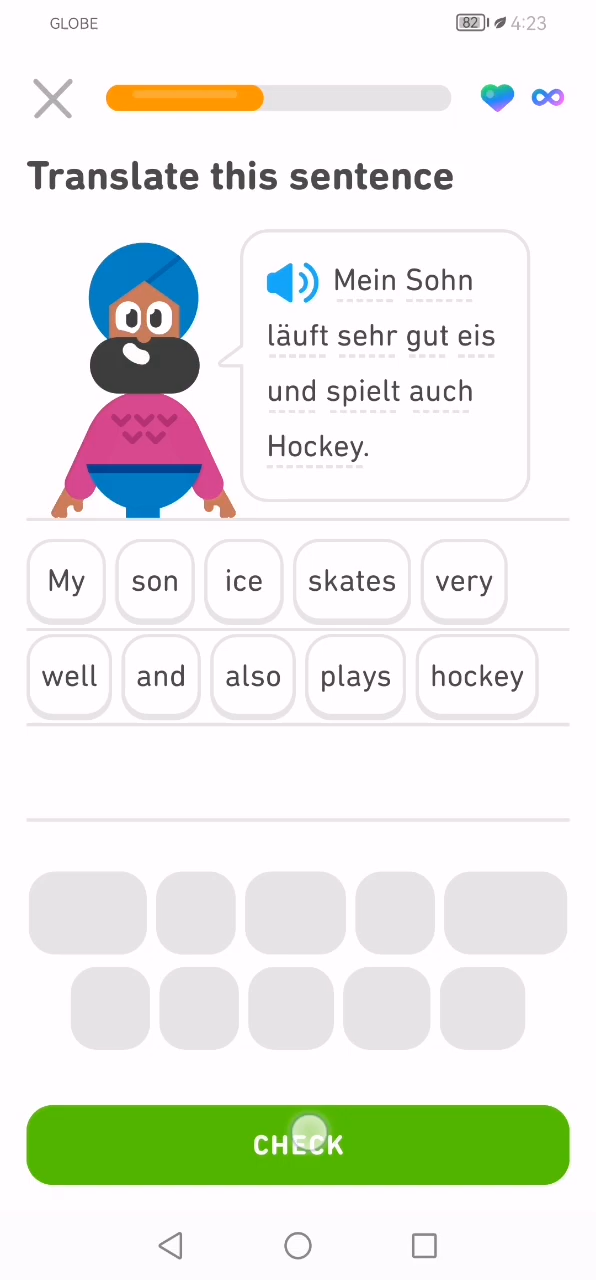 GLOBE 82 4:23
Translate this sentence
Mein Sohn
läuft sehr gut eis
und spielt auch
Hockey.
My son ice skates very
well and also plays hockey
CHECK